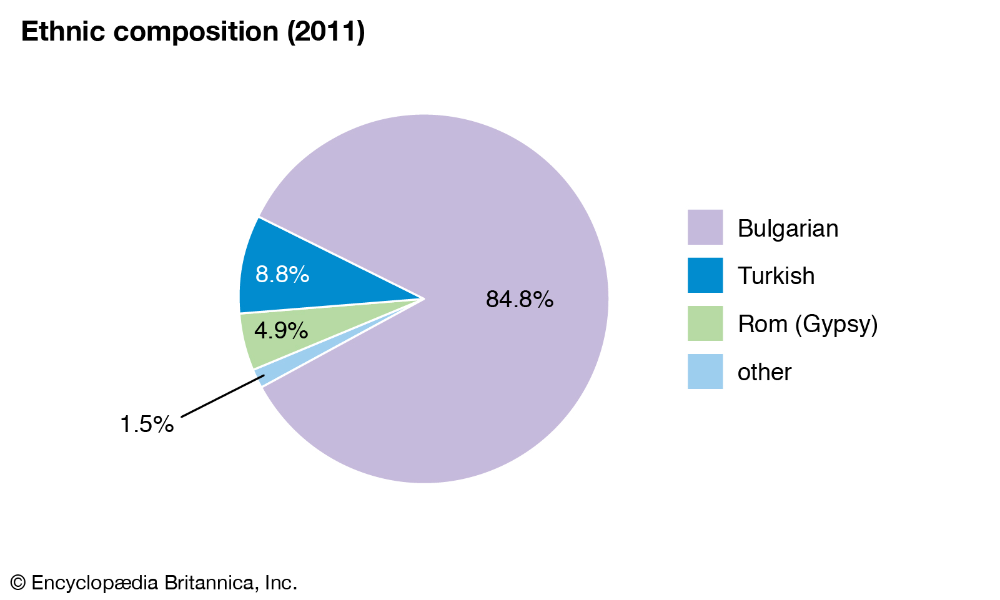 Ethnic composition (2011)
84.8%
8.8%
4.9%
1.5%
Bulgarian
Turkish
Rom (Gypsy)
other
© Encyclopædia Britannica, Inc.